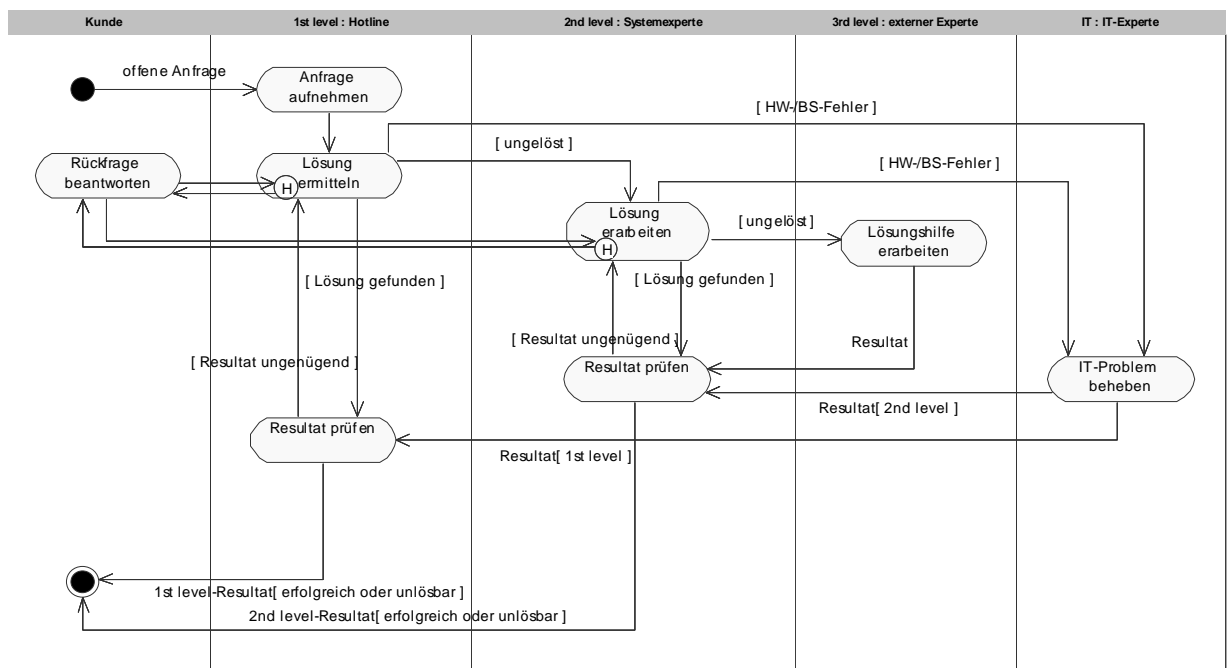 Kunde
1st level : Hotline
2nd level : Systemexperte
3rd level : externer Experte
IT : IT-Experte
offene Anfrage
Anfrage
aufnehmen
[ HW-/BS-Fehler ]
[ ungelöst ]
Rückfrage
beantworten
Lösung
ermitteln
H
[ HW-/BS-Fehler ]
Lösung
erarbeiten
H
[ ungelöst ]
Lösungshilfe
erarbeiten
[ Lösung gefunden ]
[ Lösung gefunden ]
[ Resultat ungenügend ]
Resultat
[ Resultat ungenügend ]
Resultat prüfen
IT-Problem
beheben
Resultat[ 2nd level ]
Resultat prüfen
Resultat[ 1st level ]
1st level-Resultat[ erfolgreich oder unlösbar ]
2nd level-Resultat[ erfolgreich oder unlösbar ]